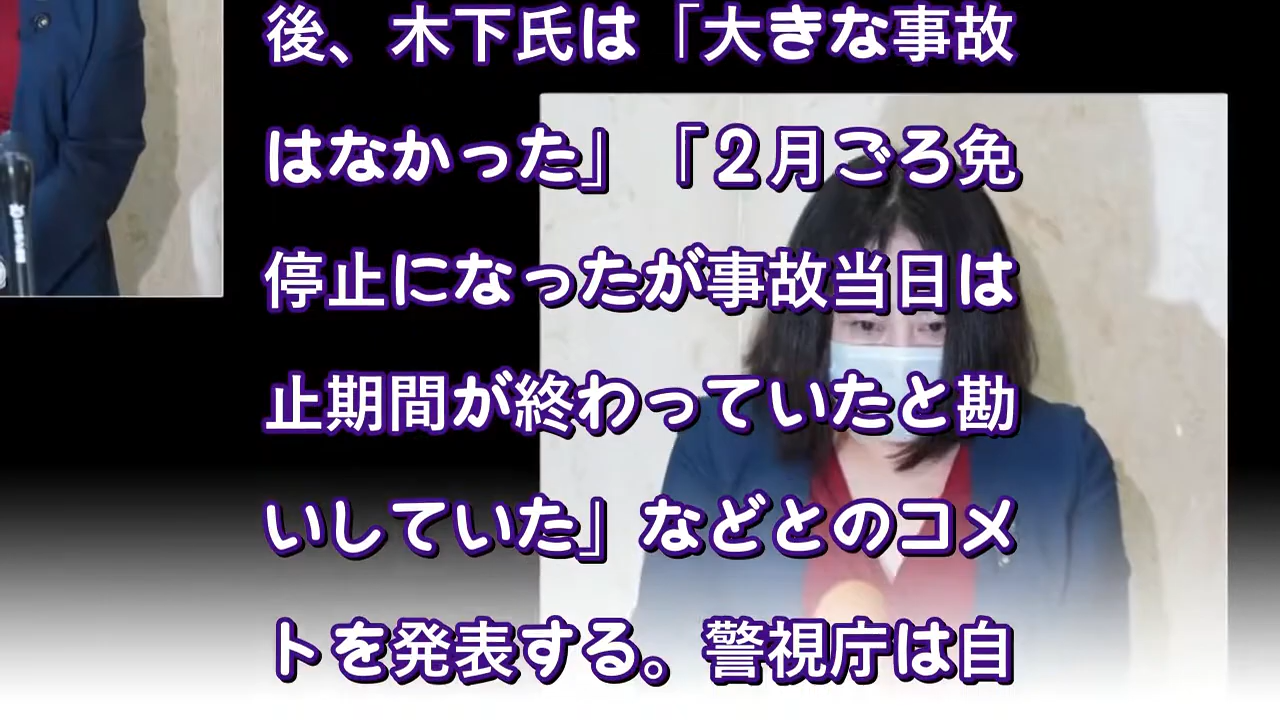 後、木下氏は「大きな事故
はなかった」「２月ごろ免
停止になったが事故当日は
止期間が終わっていたと勘
いしていた」などとのコメ
トを発表する。警視庁は自